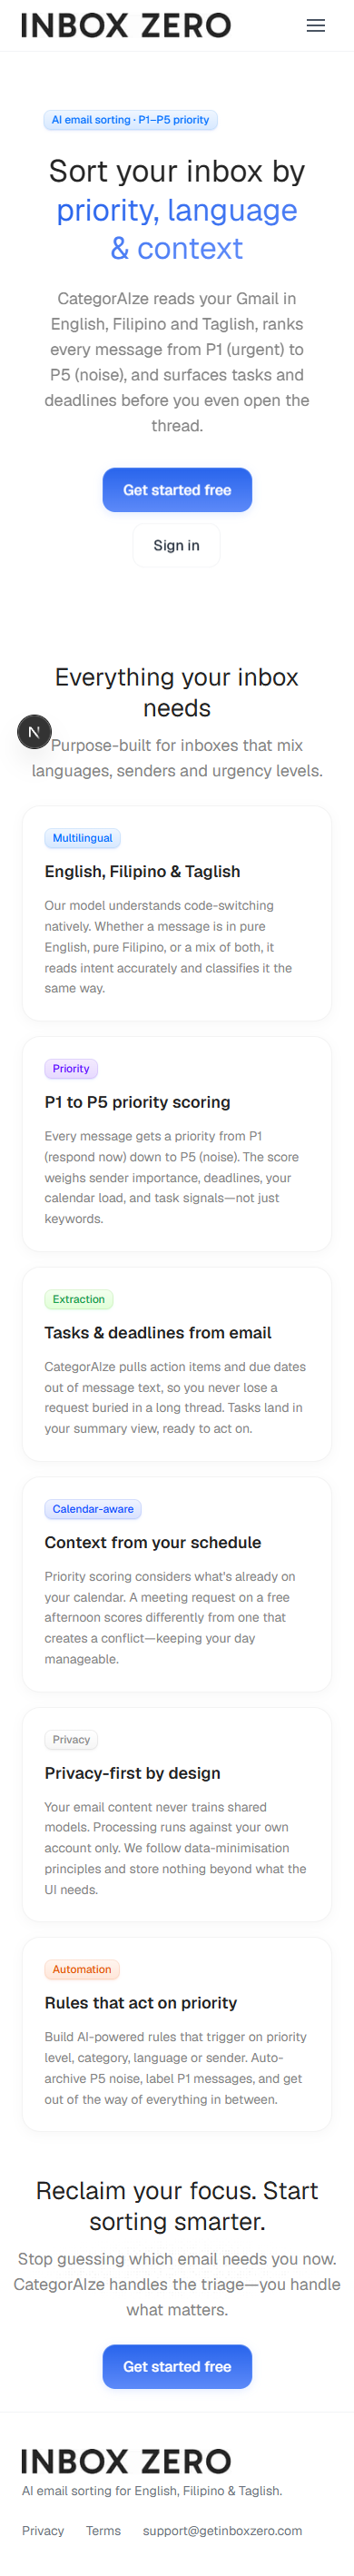 INBOX ZERO
AI email sorting · P1–P5 priority
Sort your inbox by
priority, language
& context
CategorAIze reads your Gmail in
English, Filipino and Taglish, ranks
every message from P1 (urgent) to
P5 (noise), and surfaces tasks and
deadlines before you even open the
thread.
Get started free
Sign in
Everything your inbox
needs
N
Purpose-built for inboxes that mix
languages, senders and urgency levels.
Multilingual
English, Filipino & Taglish
Our model understands code-switching
natively. Whether a message is in pure
English, pure Filipino, or a mix of both, it
reads intent accurately and classifies it the
same way.
Priority
P1 to P5 priority scoring
Every message gets a priority from P1
(respond now) down to P5 (noise). The score
weighs sender importance, deadlines, your
calendar load, and task signals—not just
keywords.
Extraction
Tasks & deadlines from email
CategorAIze pulls action items and due dates
out of message text, so you never lose a
request buried in a long thread. Tasks land in
your summary view, ready to act on.
Calendar-aware
Context from your schedule
Priority scoring considers what's already on
your calendar. A meeting request on a free
afternoon scores differently from one that
creates a conflict—keeping your day
manageable.
Privacy
Privacy-first by design
Your email content never trains shared
models. Processing runs against your own
account only. We follow data-minimisation
principles and store nothing beyond what the
UI needs.
Automation
Rules that act on priority
Build AI-powered rules that trigger on priority
level, category, language or sender. Auto-
archive P5 noise, label P1 messages, and get
out of the way of everything in between.
Reclaim your focus. Start
sorting smarter.
Stop guessing which email needs you now.
CategorAIze handles the triage—you handle
what matters.
Get started free
INBOX ZERO
AI email sorting for English, Filipino & Taglish.
Privacy Terms support@getinboxzero.com